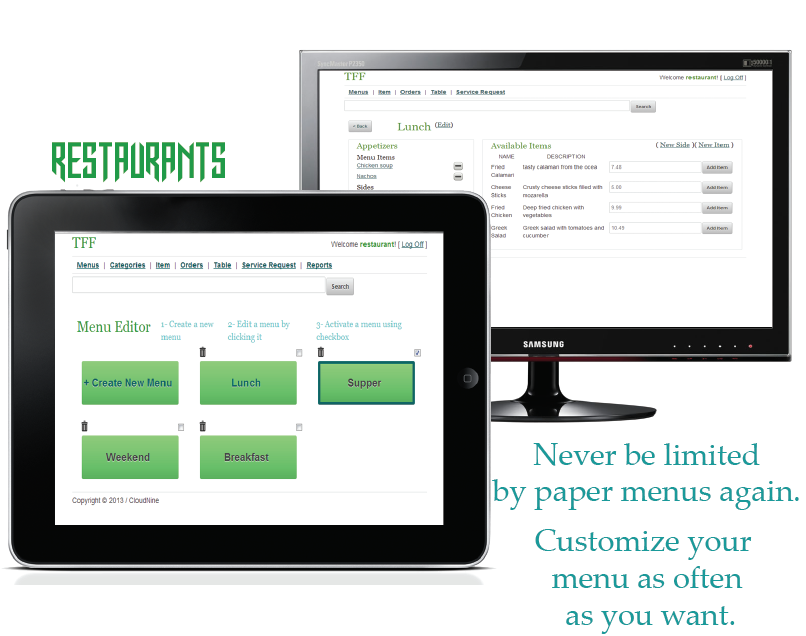 RESTAURANTS
TFF
Welcome restaurant! [ Log Off ]
Menus | Item | Orders | Table | Service Request
Search
Lunch (Edit)
Appetizers
Menu Items
Chicken soup
Nachos
Sides
Available Items
( New Side )( New Item )
NAME DESCRIPTION
Fried Calamari tasty calamari from the ocea 7.48 Add Item
Cheese Sticks Crusty cheese sticks filled with mozarella Add Item
Fried Chicken Deep fried chicken with vegetables 9.99 Add Item
Greek Salad Greek salad with tomatoes and cucumber 10.49 Add Item
SAMSUNG
TFF
Welcome restaurant! [ Log Off ]
Menus | Categories | Item | Orders | Table | Service Request | Reports
Search
Menu Editor
1- Create a new
menu
2- Edit a menu by
clicking it
3- Activate a menu using
checkbox
+ Create New Menu
Lunch
Supper
Weekend
Breakfast
Copyright © 2013 / CloudNine
Never be limited
by paper menus again.
Customize your
menu as often
as you want.